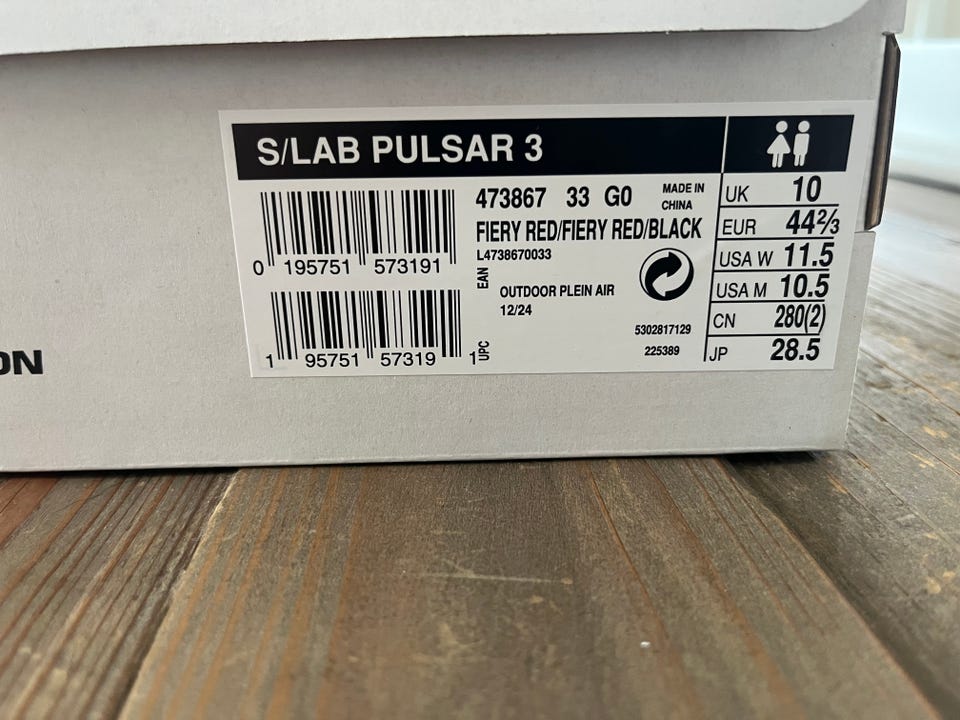 S/LAB PULSAR 3
0 195751 573191
EAN
1 95751 57319 1
UPC
473867 33 G0
MADE IN
CHINA
FIERY RED/FIERY RED/BLACK
L4738670033
OUTDOOR PLEIN AIR
12/24
5302817129
225389
UK 10
EUR 44⅔
USA W 11.5
USA M 10.5
CN 280(2)
JP 28.5
ON